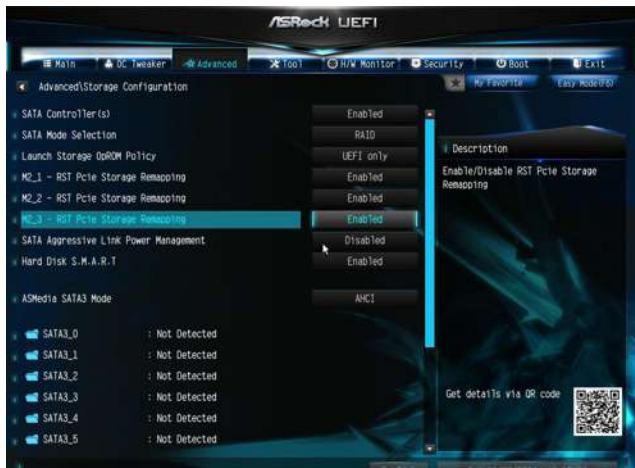 ASRock UEFI
Main
OC Tweaker
Advanced
Tool
H/W Monitor
Security
Boot
Exit
Advanced\Storage Configuration
My Favorite
Easy Mode(F6)
SATA Controller(s) Enabled
SATA Mode Selection RAID
Launch Storage OpROM Policy UEFI only
M2_1 - RST Pcie Storage Remapping Enabled
M2_2 - RST Pcie Storage Remapping Enabled
M2_3 - RST Pcie Storage Remapping Enabled
SATA Aggressive Link Power Management Disabled
Hard Disk S.M.A.R.T Enabled
ASMedia SATA3 Mode AHCI
SATA3_0 : Not Detected
SATA3_1 : Not Detected
SATA3_2 : Not Detected
SATA3_3 : Not Detected
SATA3_4 : Not Detected
SATA3_5 : Not Detected
Description
Enable/Disable RST Pcie Storage
Remapping
Get details via QR code